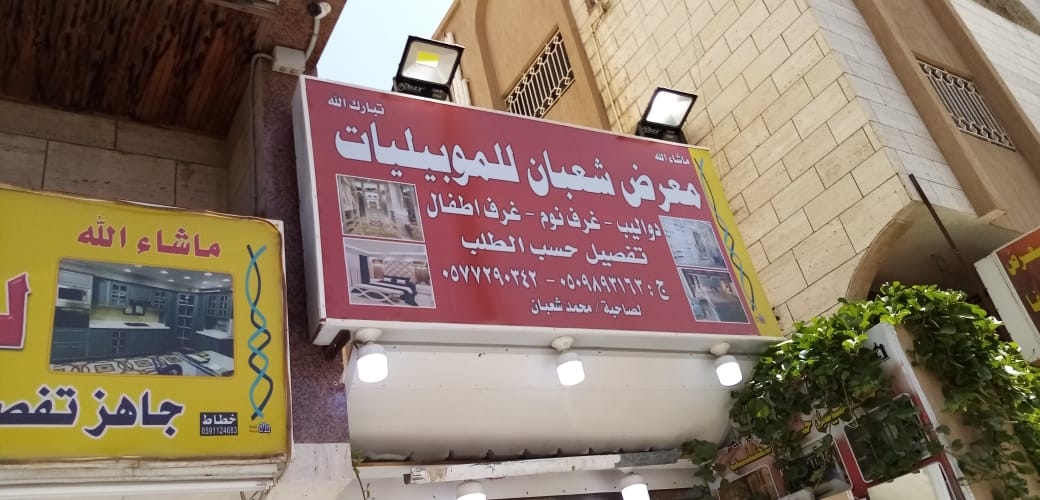 ماشاء الله
تبارك الله
معرض شعبان للموبيليات
دواليب - غرف نوم - غرف اطفال
تفصيل حسب الطلب
ج : ٠٥٠٩٨٩٣١٦٣ - ٠٥٧٧٢٩٠٣٤٢
لصاحبة / محمد شعبان
ماشاء الله
جاهز تفص
خطاط
0591124683